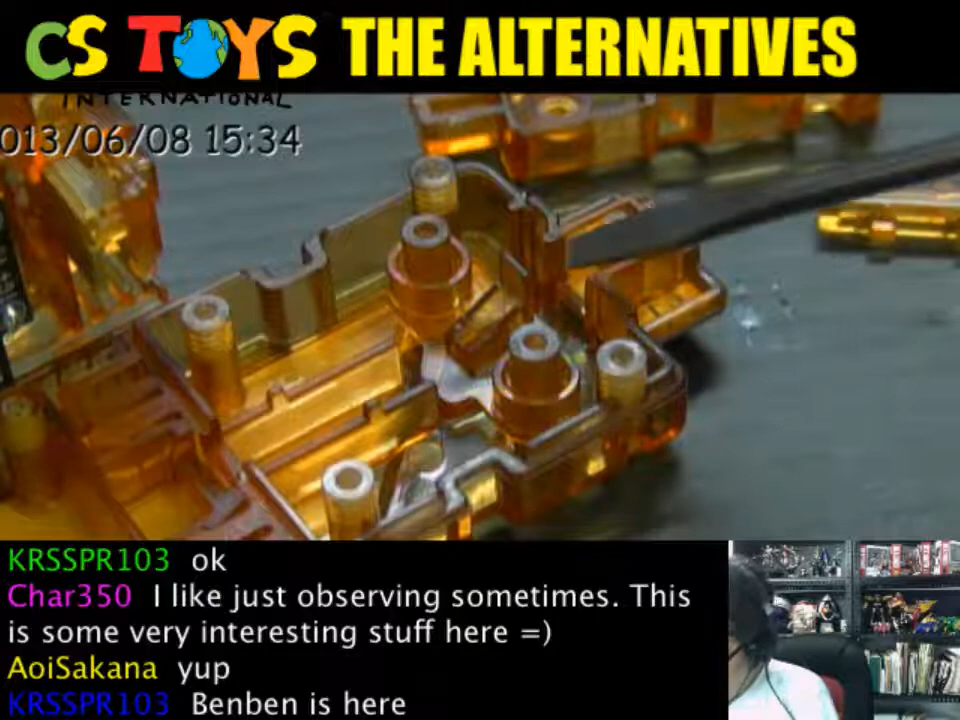 CS TOYS THE ALTERNATIVES
INTERNATIONAL
013/06/08 15:34
KRSSPR103 ok
Char350 I like just observing sometimes. This
is some very interesting stuff here =)
AoiSakana yup
KRSSPR103 Benben is here